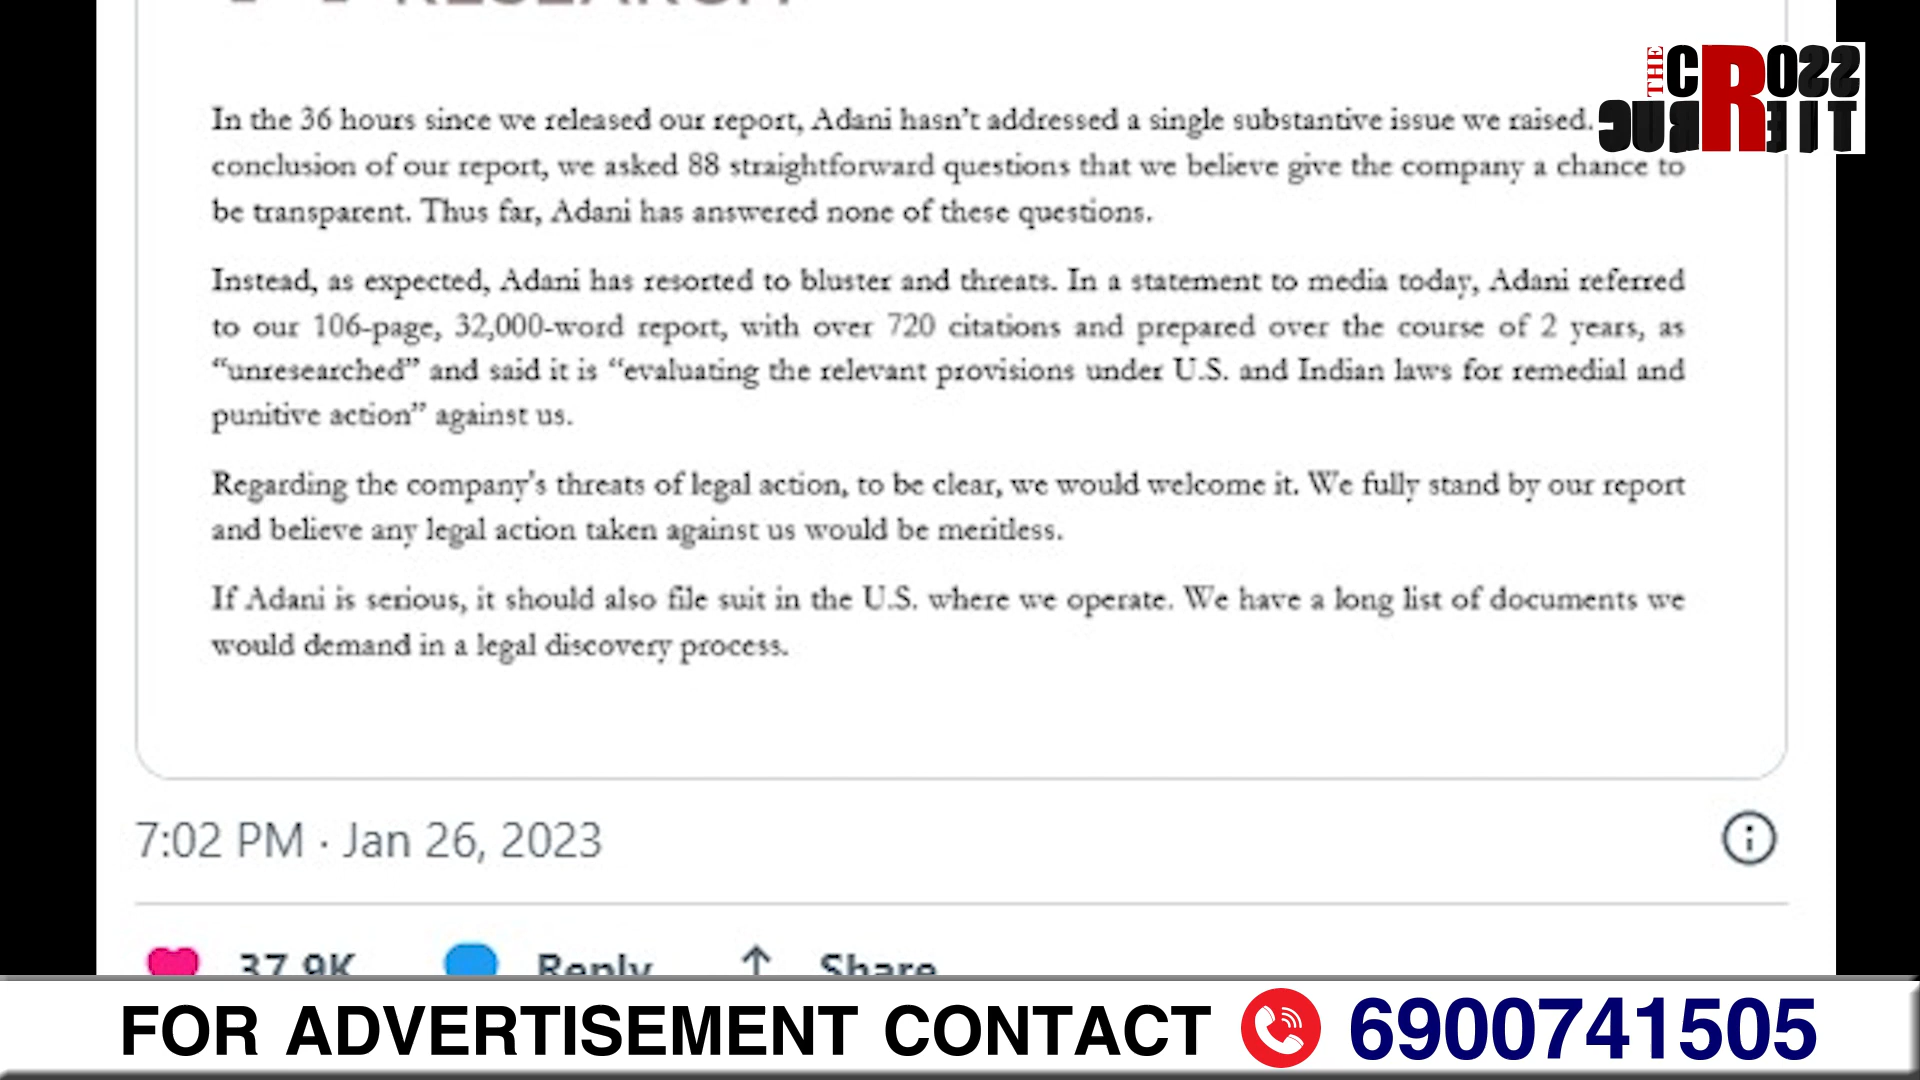 RESEARCH
THE CROSS
CURRENT
In the 36 hours since we released our report, Adani hasn't addressed a single substantive issue we raised.
conclusion of our report, we asked 88 straightforward questions that we believe give the company a chance to
be transparent. Thus far, Adani has answered none of these questions.
Instead, as expected, Adani has resorted to bluster and threats. In a statement to media today, Adani referred
to our 106-page, 32,000-word report, with over 720 citations and prepared over the course of 2 years, as
“unresearched” and said it is “evaluating the relevant provisions under U.S. and Indian laws for remedial and
punitive action” against us.
Regarding the company's threats of legal action, to be clear, we would welcome it. We fully stand by our report
and believe any legal action taken against us would be meritless.
If Adani is serious, it should also file suit in the U.S. where we operate. We have a long list of documents we
would demand in a legal discovery process.
7:02 PM · Jan 26, 2023
37.9K Reply Share
FOR ADVERTISEMENT CONTACT 6900741505